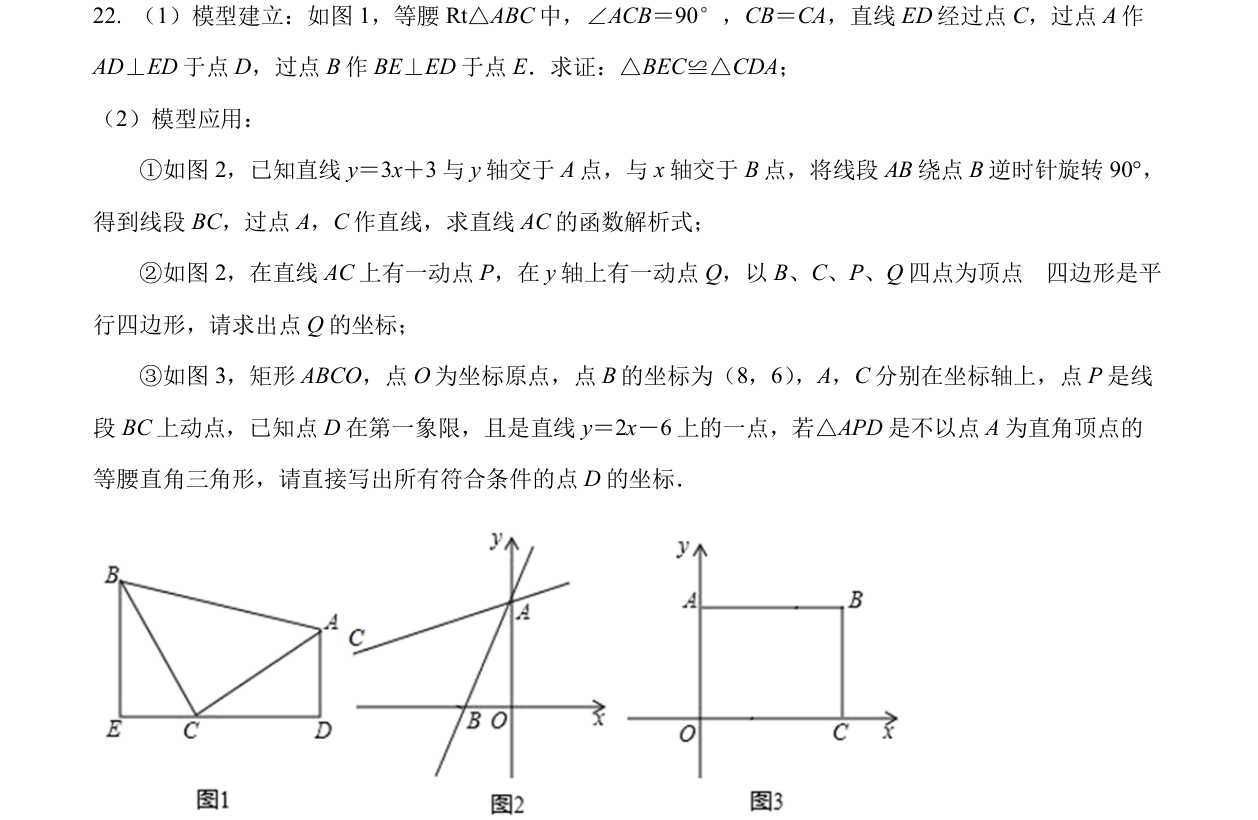 22. （1）模型建立：如图 1，等腰 Rt△ABC 中，∠ACB＝90°，CB＝CA，直线 ED 经过点 C，过点 A 作
AD⊥ED 于点 D，过点 B 作 BE⊥ED 于点 E．求证：△BEC≌△CDA；
（2）模型应用：
①如图 2，已知直线 y＝3x＋3 与 y 轴交于 A 点，与 x 轴交于 B 点，将线段 AB 绕点 B 逆时针旋转 90°，
得到线段 BC，过点 A，C 作直线，求直线 AC 的函数解析式；
②如图 2，在直线 AC 上有一动点 P，在 y 轴上有一动点 Q，以 B、C、P、Q 四点为顶点 四边形是平
行四边形，请求出点 Q 的坐标；
③如图 3，矩形 ABCO，点 O 为坐标原点，点 B 的坐标为（8，6），A，C 分别在坐标轴上，点 P 是线
段 BC 上动点，已知点 D 在第一象限，且是直线 y＝2x－6 上的一点，若△APD 是不以点 A 为直角顶点的
等腰直角三角形，请直接写出所有符合条件的点 D 的坐标．
B
A
E
C
D
图1
y
C
A
B
O
x
图2
y
A
B
O
C
x
图3